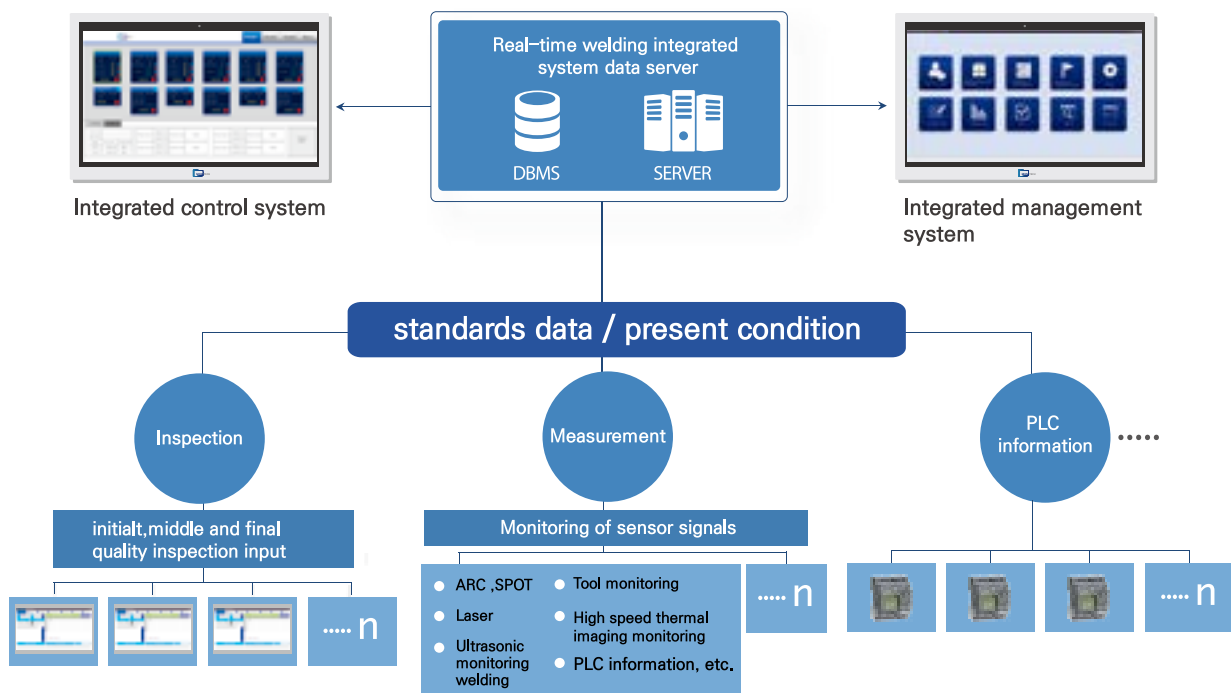 Real-time welding integrated
system data server
DBMS
SERVER
Integrated control system
Integrated management
system
standards data / present condition
Inspection
Measurement
PLC
information
.....
initialt,middle and final
quality inspection input
Monitoring of sensor signals
..... n
ARC ,SPOT
Laser
Ultrasonic
monitoring
welding
Tool monitoring
High speed thermal
imaging monitoring
PLC information, etc.
..... n
..... n